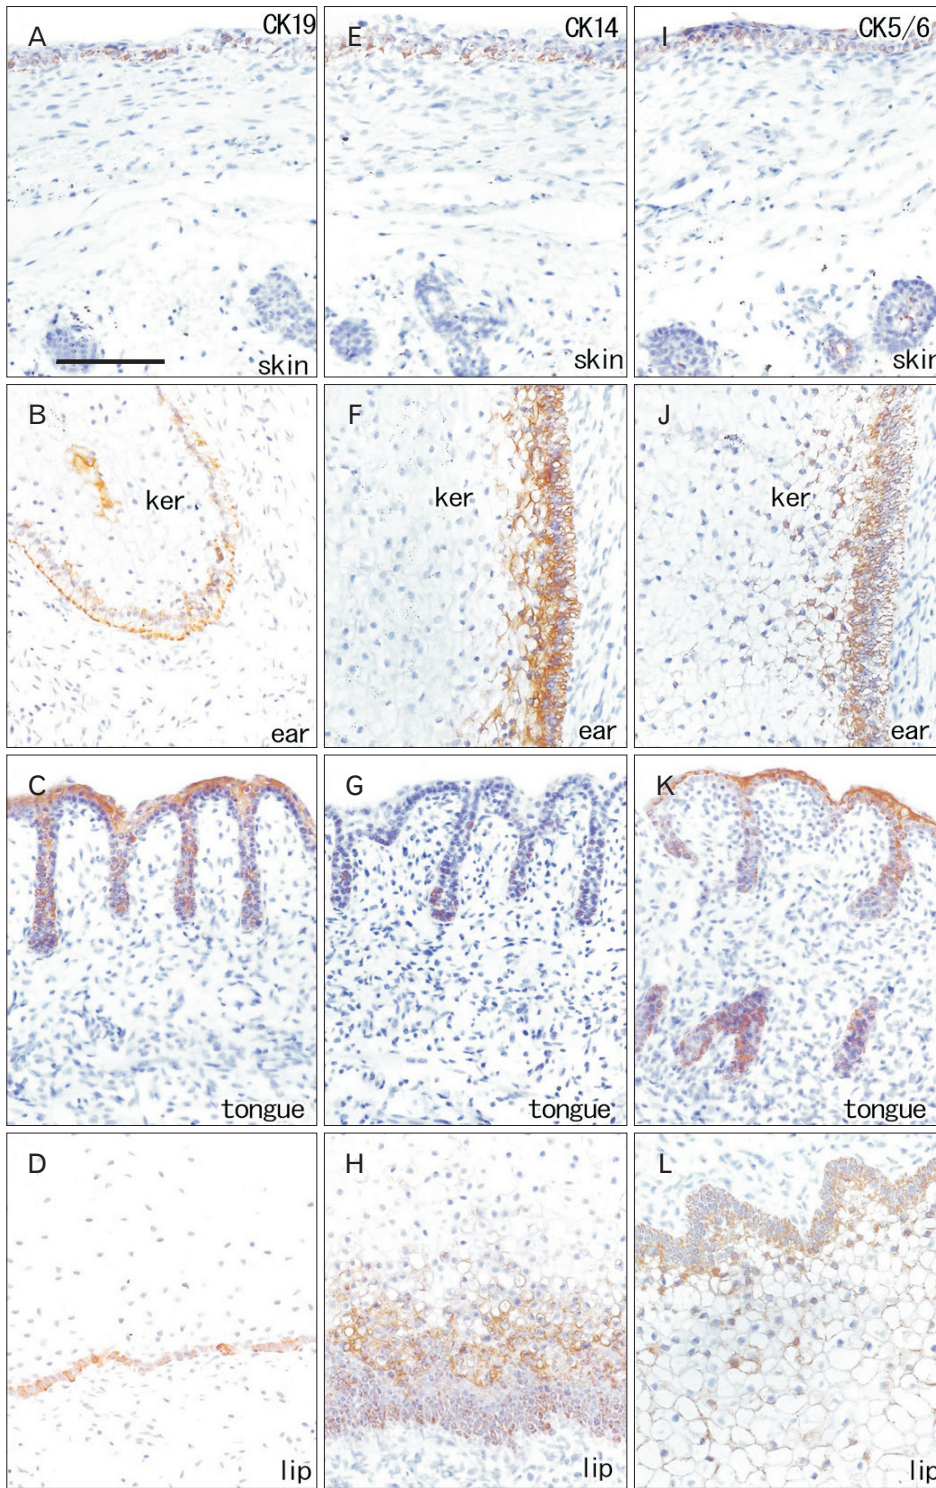 A CK19
skin
E CK14
skin
I CK5/6
skin
B
ker
ear
F
ker
ear
J
ker
ear
C
tongue
G
tongue
K
tongue
D
lip
H
lip
L
lip